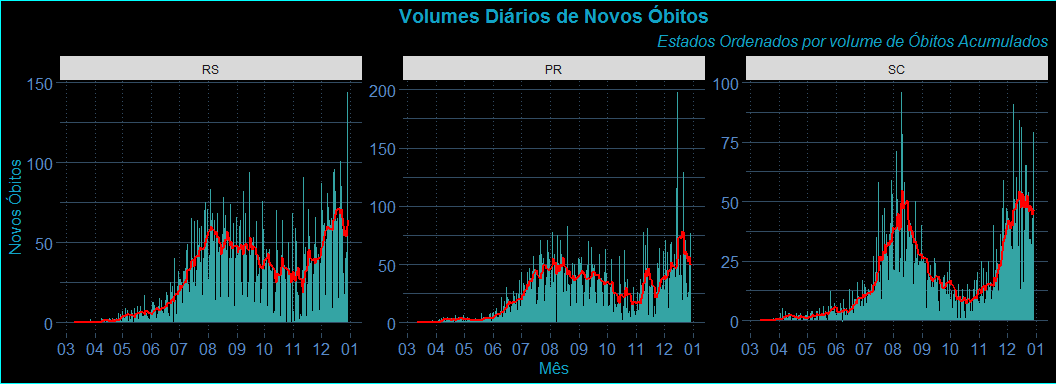 Volumes Diários de Novos Óbitos
Estados Ordenados por volume de Óbitos Acumulados
RS
PR
SC
Novos Óbitos
150
100
50
0
03 04 05 06 07 08 09 10 11 12 01
200
150
100
50
0
03 04 05 06 07 08 09 10 11 12 01
100
75
50
25
0
03 04 05 06 07 08 09 10 11 12 01
Mês